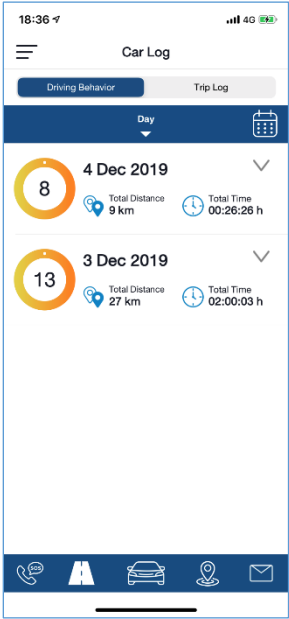 18:36 4G
Car Log
Driving Behavior Trip Log
Day
8
4 Dec 2019
Total Distance Total Time
9 km 00:26:26 h
13
3 Dec 2019
Total Distance Total Time
27 km 02:00:03 h
SOS